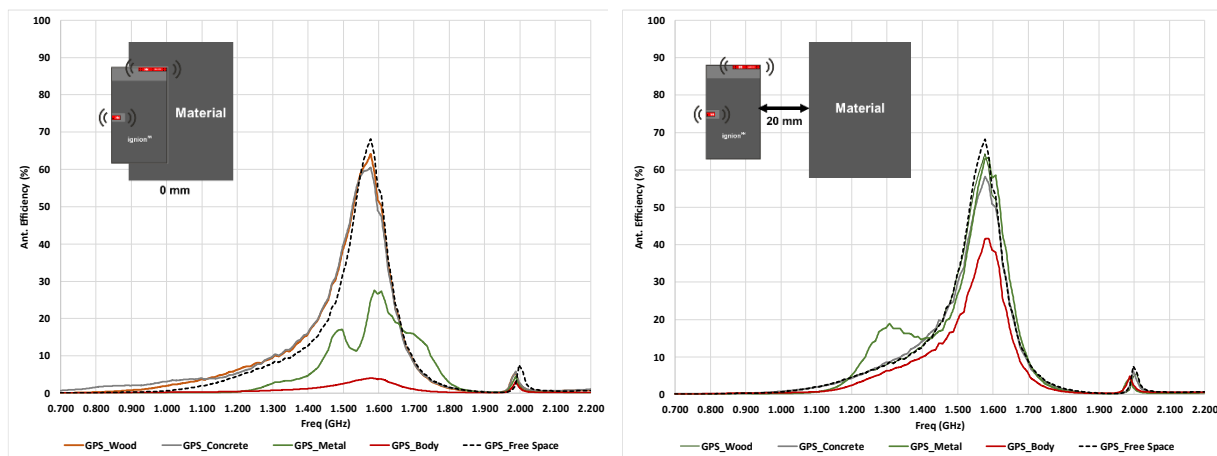 100
90
80
70
60
50
40
30
20
10
0
Ant. Efficiency (%)
Material
ignion
0 mm
0.700 0.800 0.900 1.000 1.100 1.200 1.300 1.400 1.500 1.600 1.700 1.800 1.900 2.000 2.100 2.200
Freq (GHz)
GPS_Wood GPS_Concrete GPS_Metal GPS_Body GPS_Free Space
100
90
80
70
60
50
40
30
20
10
0
Ant. Efficiency (%)
Material
20 mm
ignion
0.700 0.800 0.900 1.000 1.100 1.200 1.300 1.400 1.500 1.600 1.700 1.800 1.900 2.000 2.100 2.200
Freq (GHz)
GPS_Wood GPS_Concrete GPS_Metal GPS_Body GPS_Free Space